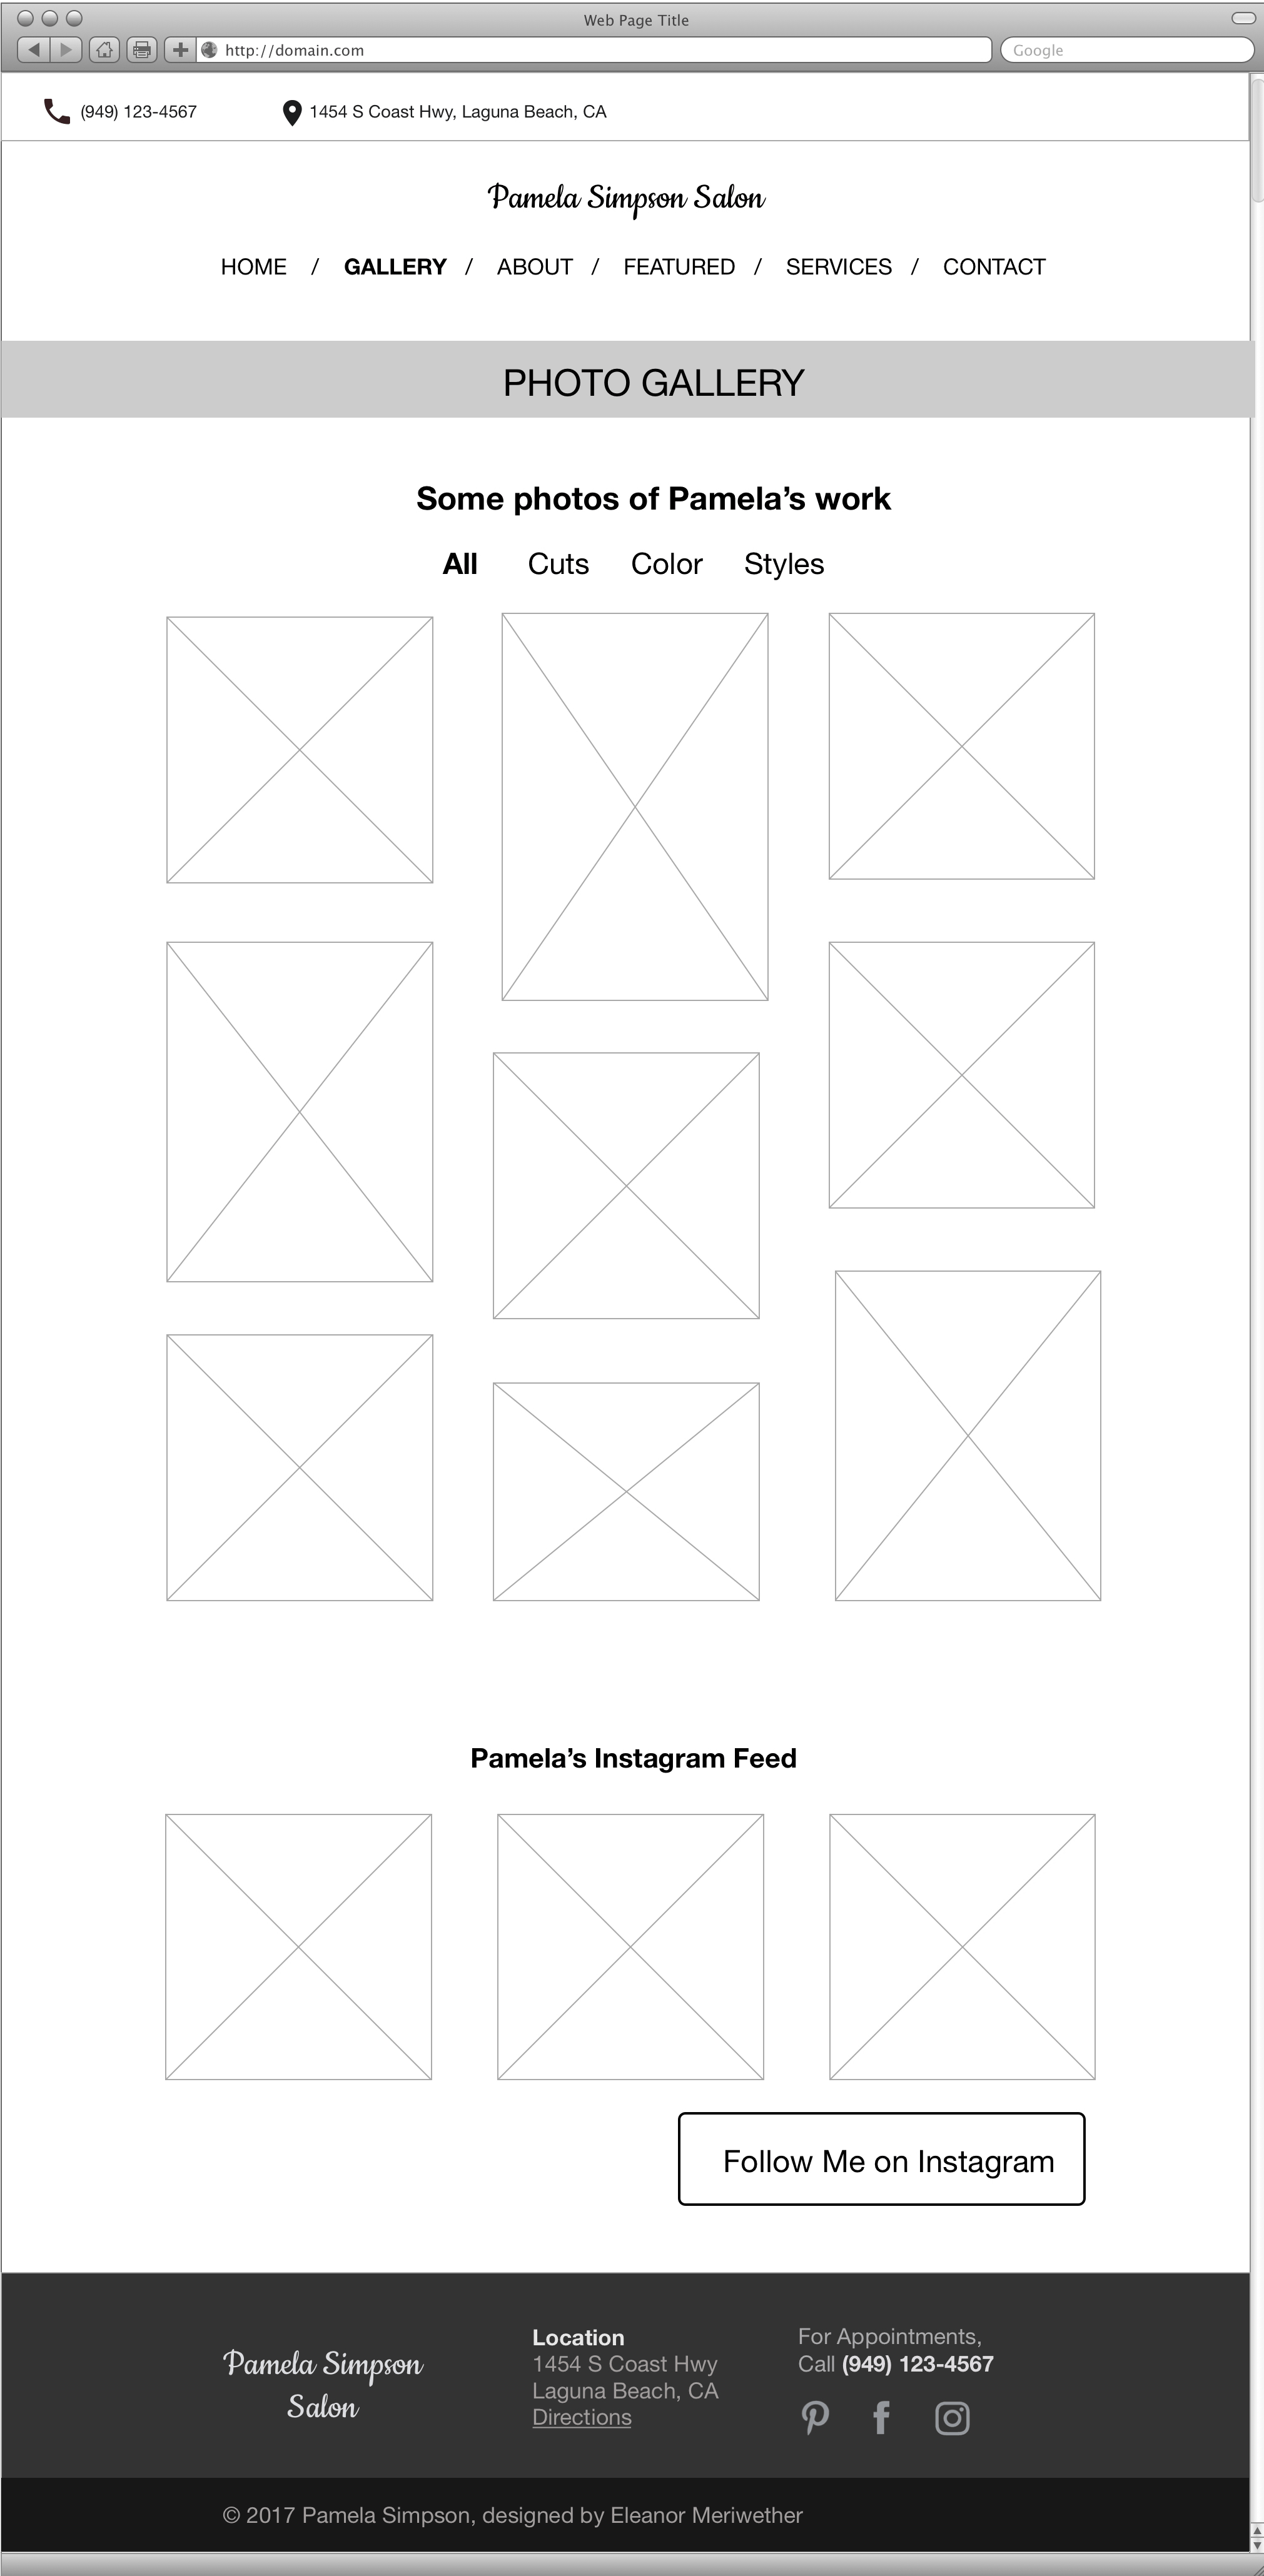 Web Page Title
http://domain.com
Google
(949) 123-4567 1454 S Coast Hwy, Laguna Beach, CA
Pamela Simpson Salon
HOME / GALLERY / ABOUT / FEATURED / SERVICES / CONTACT
PHOTO GALLERY
Some photos of Pamela’s work
All Cuts Color Styles
Pamela’s Instagram Feed
Follow Me on Instagram
Pamela Simpson
Salon
Location
1454 S Coast Hwy
Laguna Beach, CA
Directions
For Appointments,
Call (949) 123-4567
© 2017 Pamela Simpson, designed by Eleanor Meriwether